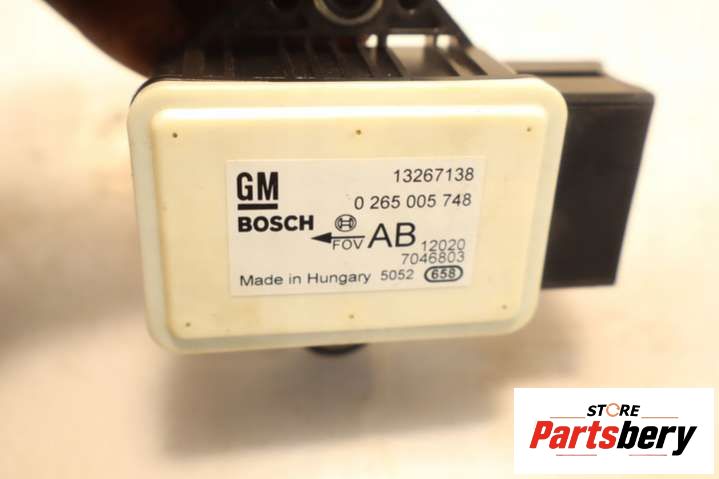 GM 13267138
0 265 005 748
BOSCH
FOV AB 12020
7046803
Made in Hungary 5052 658
STORE
Partsbery